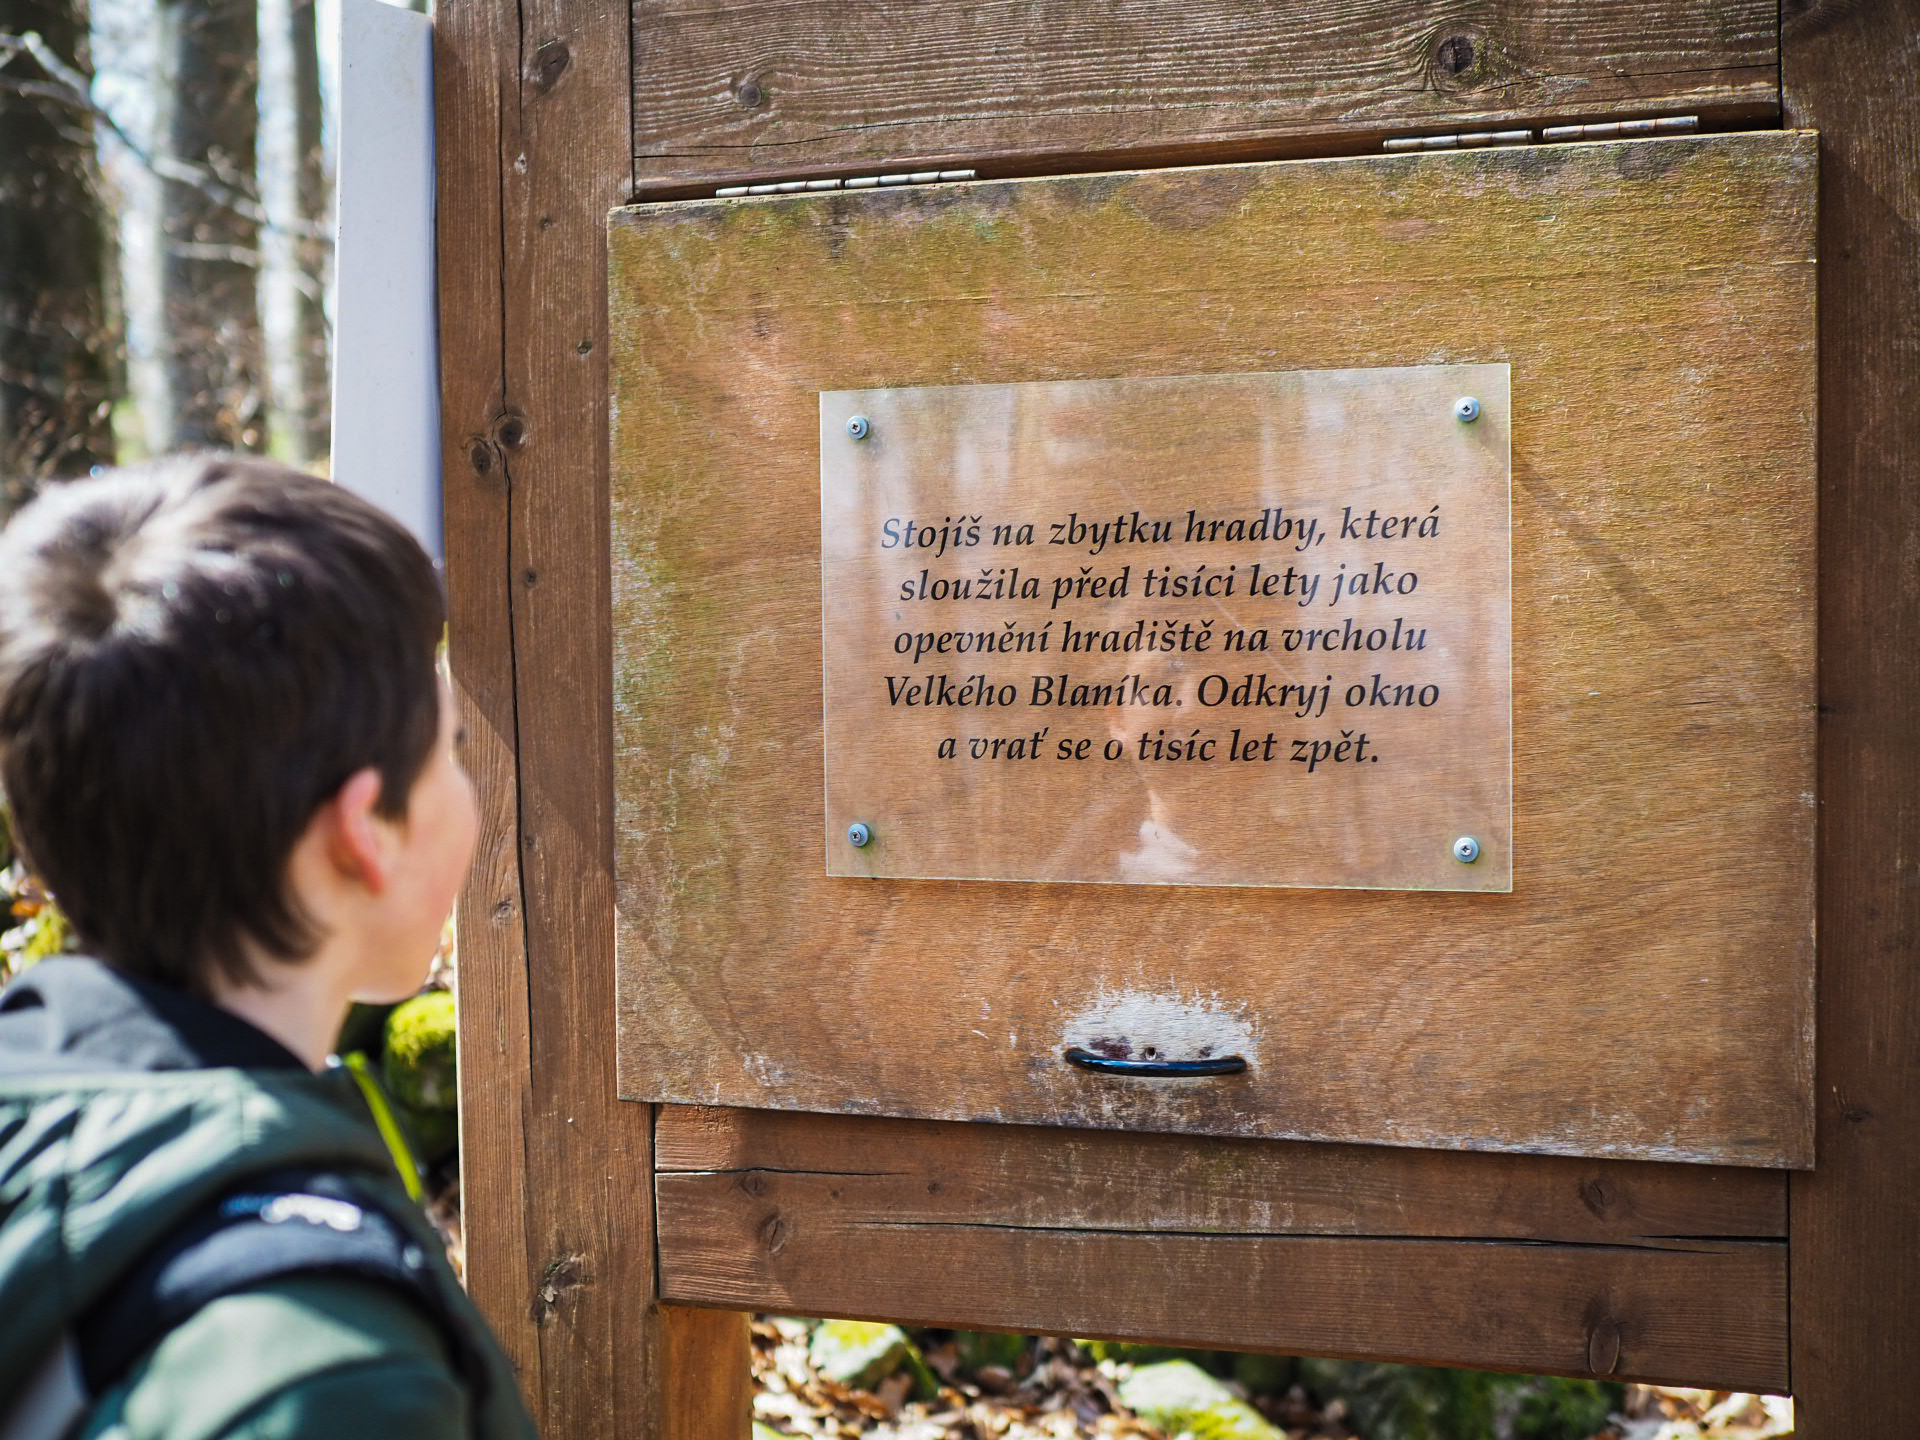 Stojíš na zbytku hradby, která
sloužila před tisíci lety jako
opevnění hradiště na vrcholu
Velkého Blaníka. Odkryj okno
a vrať se o tisíc let zpět.